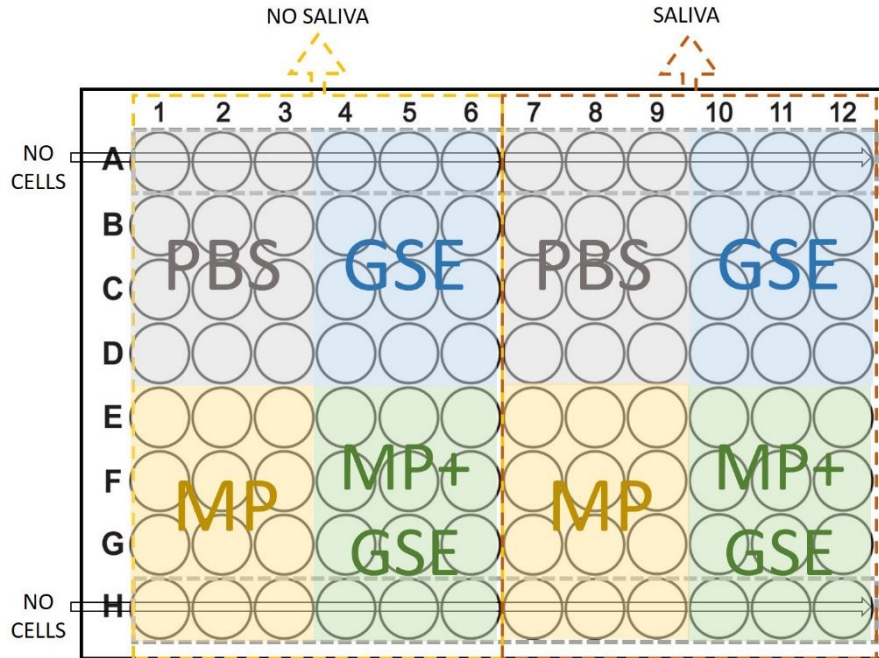 NO SALIVA SALIVA
1 2 3 4 5 6 7 8 9 10 11 12
NO
CELLS
A
B
PBS GSE PBS GSE
C
D
E
F
MP MP+
GSE MP MP+
GSE
G
NO
CELLS
H